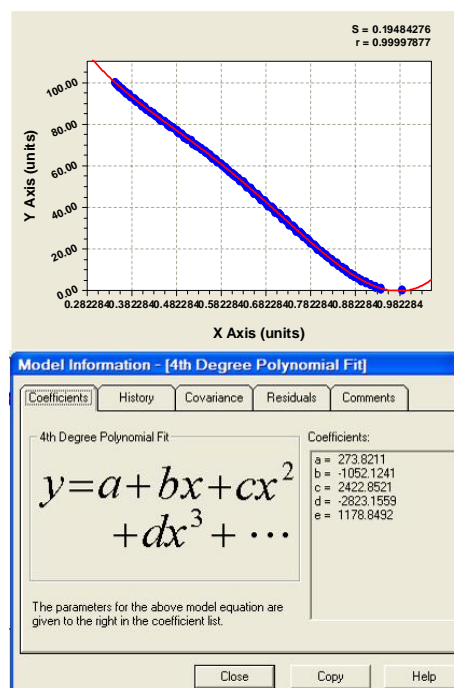 S = 0.19484276
r = 0.99997877
Y Axis (units)
100.00
80.00
60.00
40.00
20.00
0.00
0.282284 0.382284 0.482284 0.582284 0.682284 0.782284 0.882284 0.982284
X Axis (units)
Model Information - [4th Degree Polynomial Fit]
Coefficients History Covariance Residuals Comments
4th Degree Polynomial Fit
y=a+bx+cx²
+dx³+ ⋯
Coefficients:
a = 273.8211
b = -1052.1241
c = 2422.8521
d = -2823.1559
e = 1178.8492
The parameters for the above model equation are
given to the right in the coefficient list.
Close Copy Help